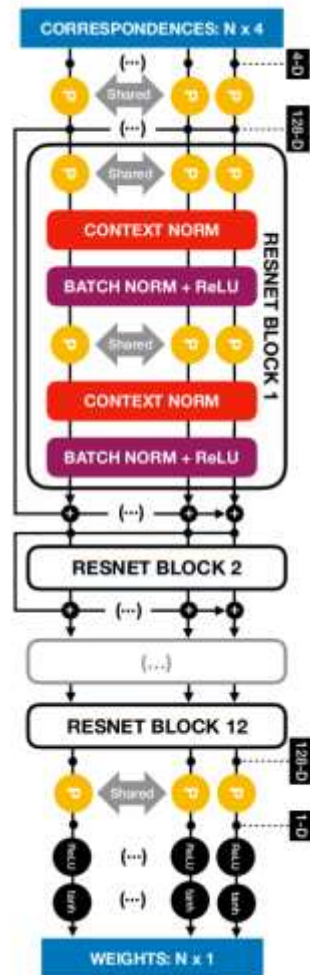 CORRESPONDENCES: N x 4
(...)
4-D
P Shared P P
(...)
128-D
P Shared P P
CONTEXT NORM
BATCH NORM + ReLU
RESNET BLOCK 1
P Shared P P
CONTEXT NORM
BATCH NORM + ReLU
+ (...) + +
RESNET BLOCK 2
+ (...) + +
(...)
RESNET BLOCK 12
128-D
P Shared P P
1-D
ReLU (...) ReLU ReLU
tanh (...) tanh tanh
WEIGHTS: N x 1